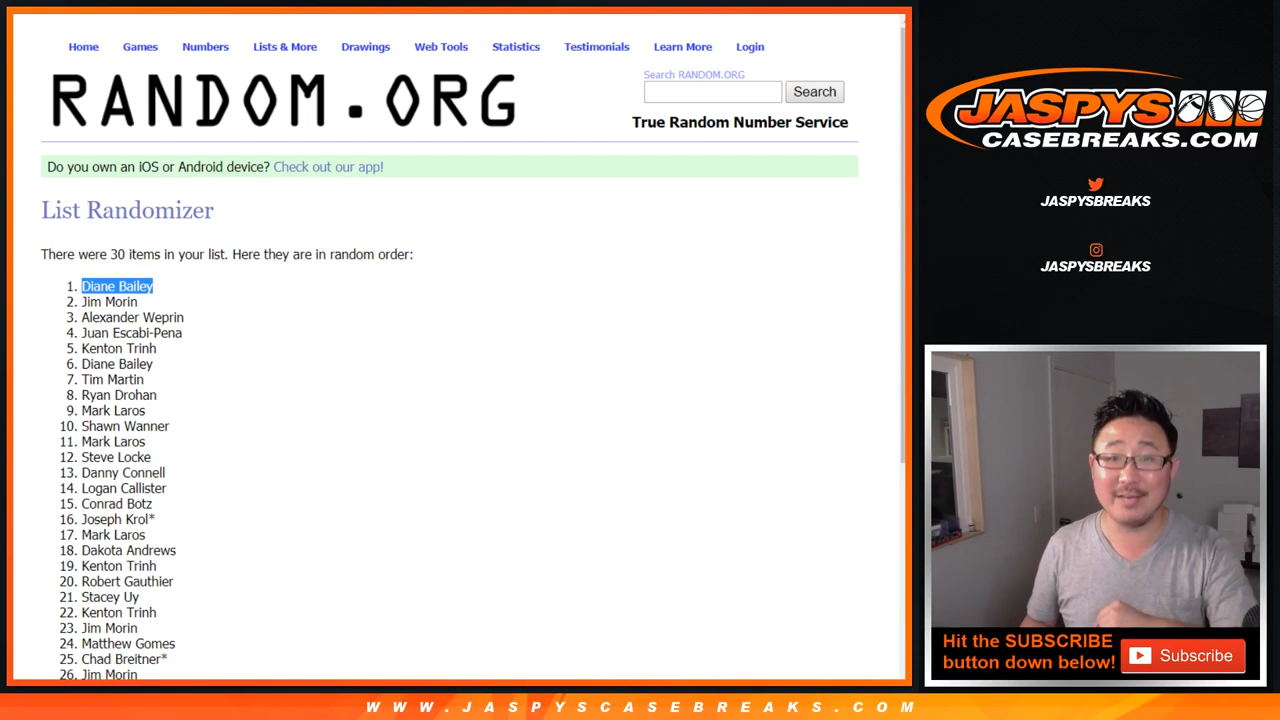 Home Games Numbers Lists & More Drawings Web Tools Statistics Testimonials Learn More Login
RANDOM.ORG
Search RANDOM.ORG
Search
True Random Number Service
Do you own an iOS or Android device? Check out our app!
List Randomizer
There were 30 items in your list. Here they are in random order:
1. Diane Bailey
2. Jim Morin
3. Alexander Weprin
4. Juan Escabi-Pena
5. Kenton Trinh
6. Diane Bailey
7. Tim Martin
8. Ryan Drohan
9. Mark Laros
10. Shawn Wanner
11. Mark Laros
12. Steve Locke
13. Danny Connell
14. Logan Callister
15. Conrad Botz
16. Joseph Krol*
17. Mark Laros
18. Dakota Andrews
19. Kenton Trinh
20. Robert Gauthier
21. Stacey Uy
22. Kenton Trinh
23. Jim Morin
24. Matthew Gomes
25. Chad Breitner*
26. Jim Morin
JASPYS
CASEBREAKS.COM
JASPYSBREAKS
JASPYSBREAKS
Hit the SUBSCRIBE
button down below!
Subscribe
WWW.JASPYSCASEBREAKS.COM